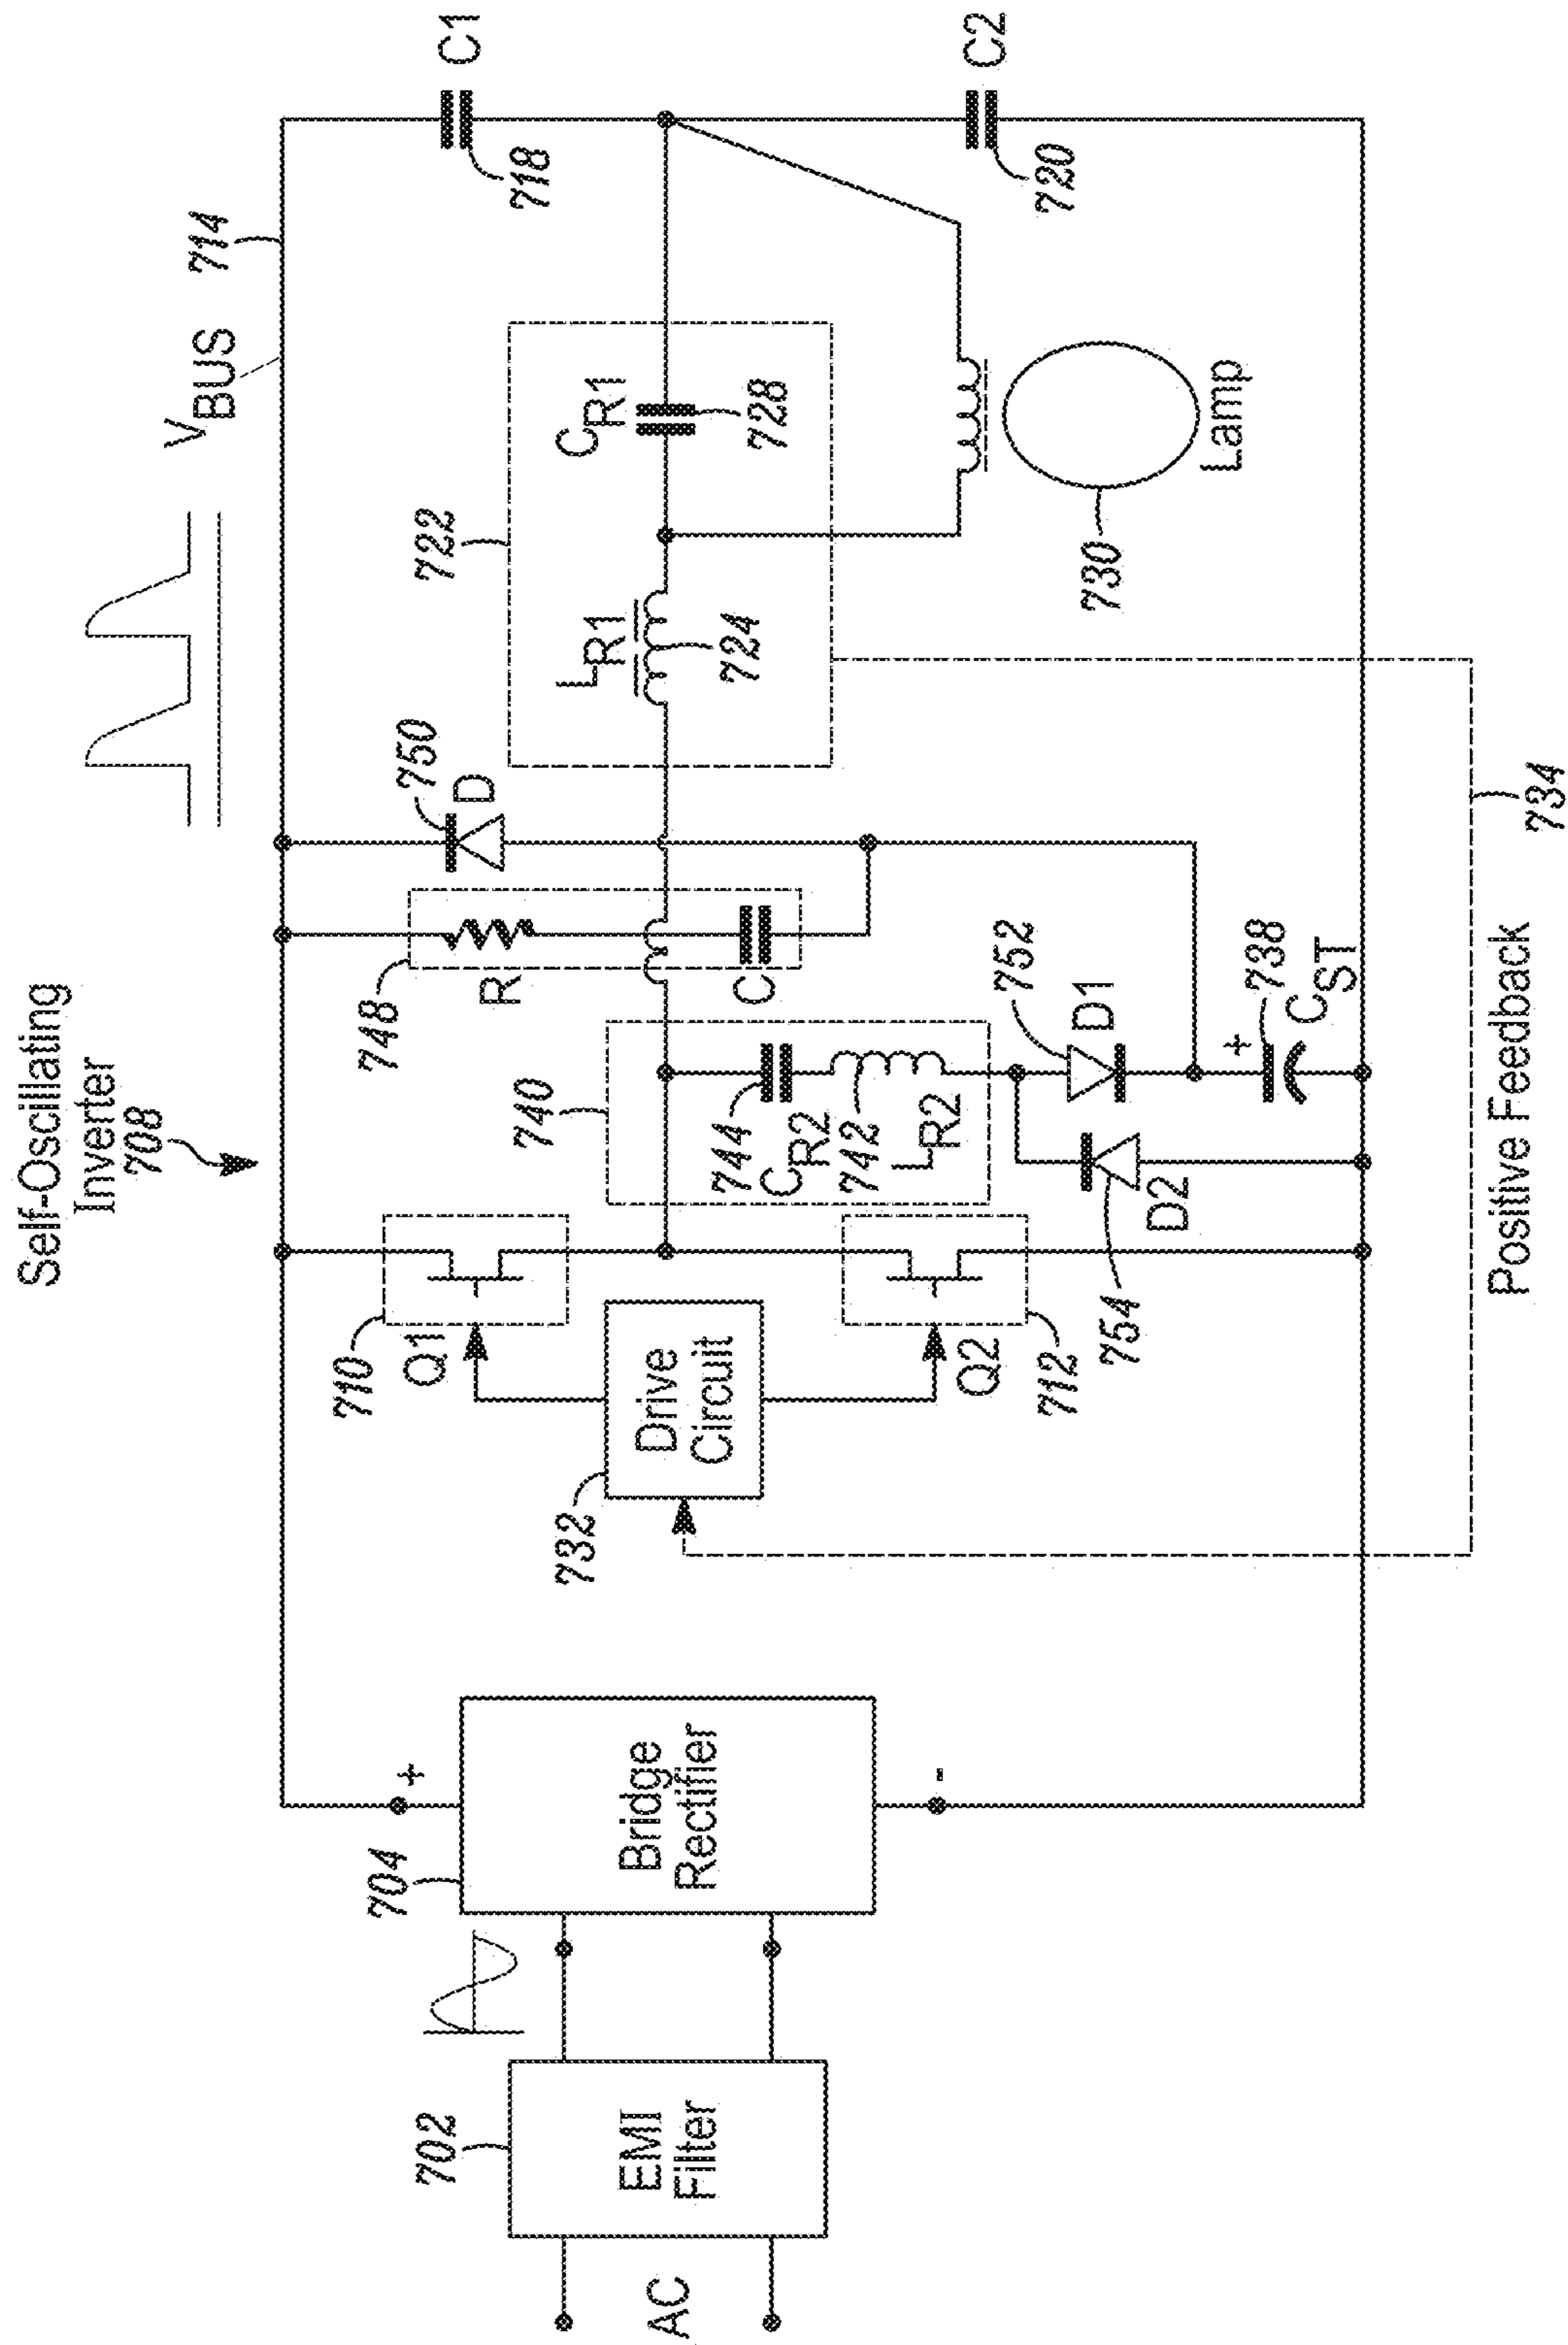 Self-Oscillating
Inverter
708
VBUS
714
C1
718
C2
720
722
LR1
724
CR1
728
Lamp
730
750
D
748
R
C
740
744
CR2
742
LR2
752
D1
+
738
CST
D2
754
710
Q1
Q2
712
732
Drive
Circuit
Positive Feedback
734
704
+
-
Bridge
Rectifier
702
EMI
Filter
AC